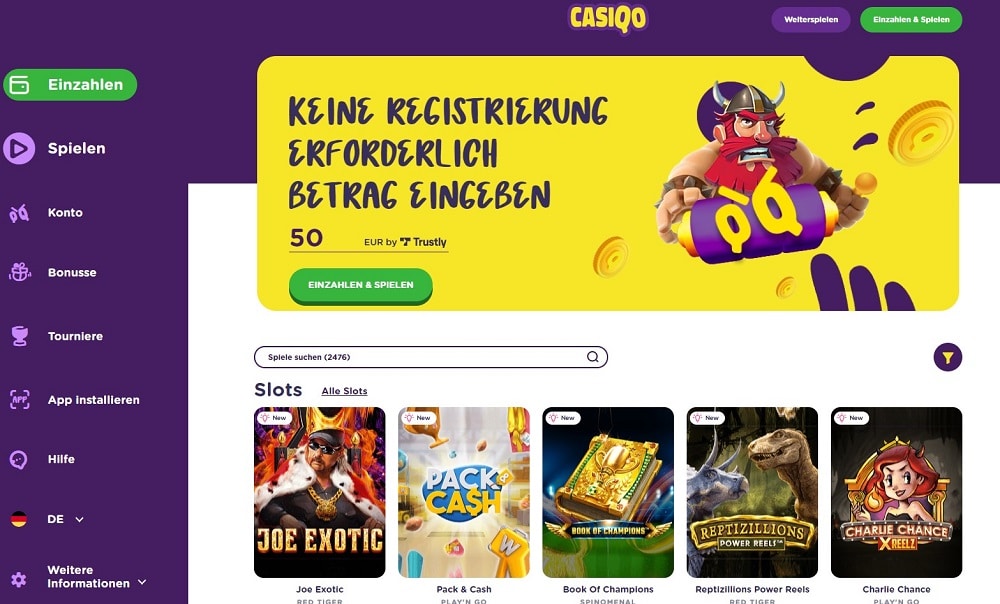 CASIQO
Weiterspielen
Einzahlen & Spielen
Einzahlen
Spielen
Konto
Bonusse
Tourniere
APP
App installieren
Hilfe
DE
Weitere
Informationen
KEINE REGISTRIERUNG
ERFORDERLICH
BETRAG EINGEBEN
50
EUR by Trustly
EINZAHLEN & SPIELEN
Spiele suchen (2476)
Slots
Alle Slots
New
JOE EXOTIC
Joe Exotic
RED TIGER
New
PACK &
CA$H
W
Pack & Cash
PLAY'N GO
New
BOOK OF CHAMPIONS
Book Of Champions
SPINOMENAL
New
REPTIZILLIONS
POWER REELS™
Reptizillions Power Reels
RED TIGER
New
CHARLIE CHANCE
XREELZ
Charlie Chance
PLAY'N GO